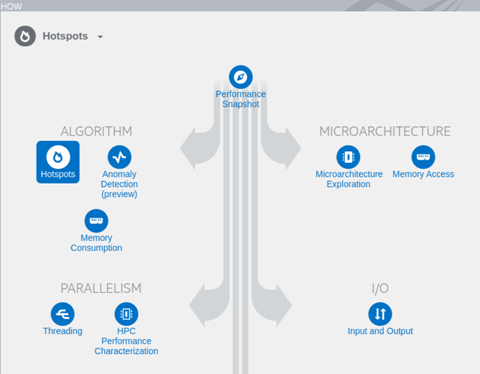 HOW
Hotspots
Performance
Snapshot
ALGORITHM
MICROARCHITECTURE
Hotspots
Anomaly
Detection
(preview)
Microarchitecture
Exploration
Memory Access
Memory
Consumption
PARALLELISM
I/O
Threading
HPC
Performance
Characterization
Input and Output